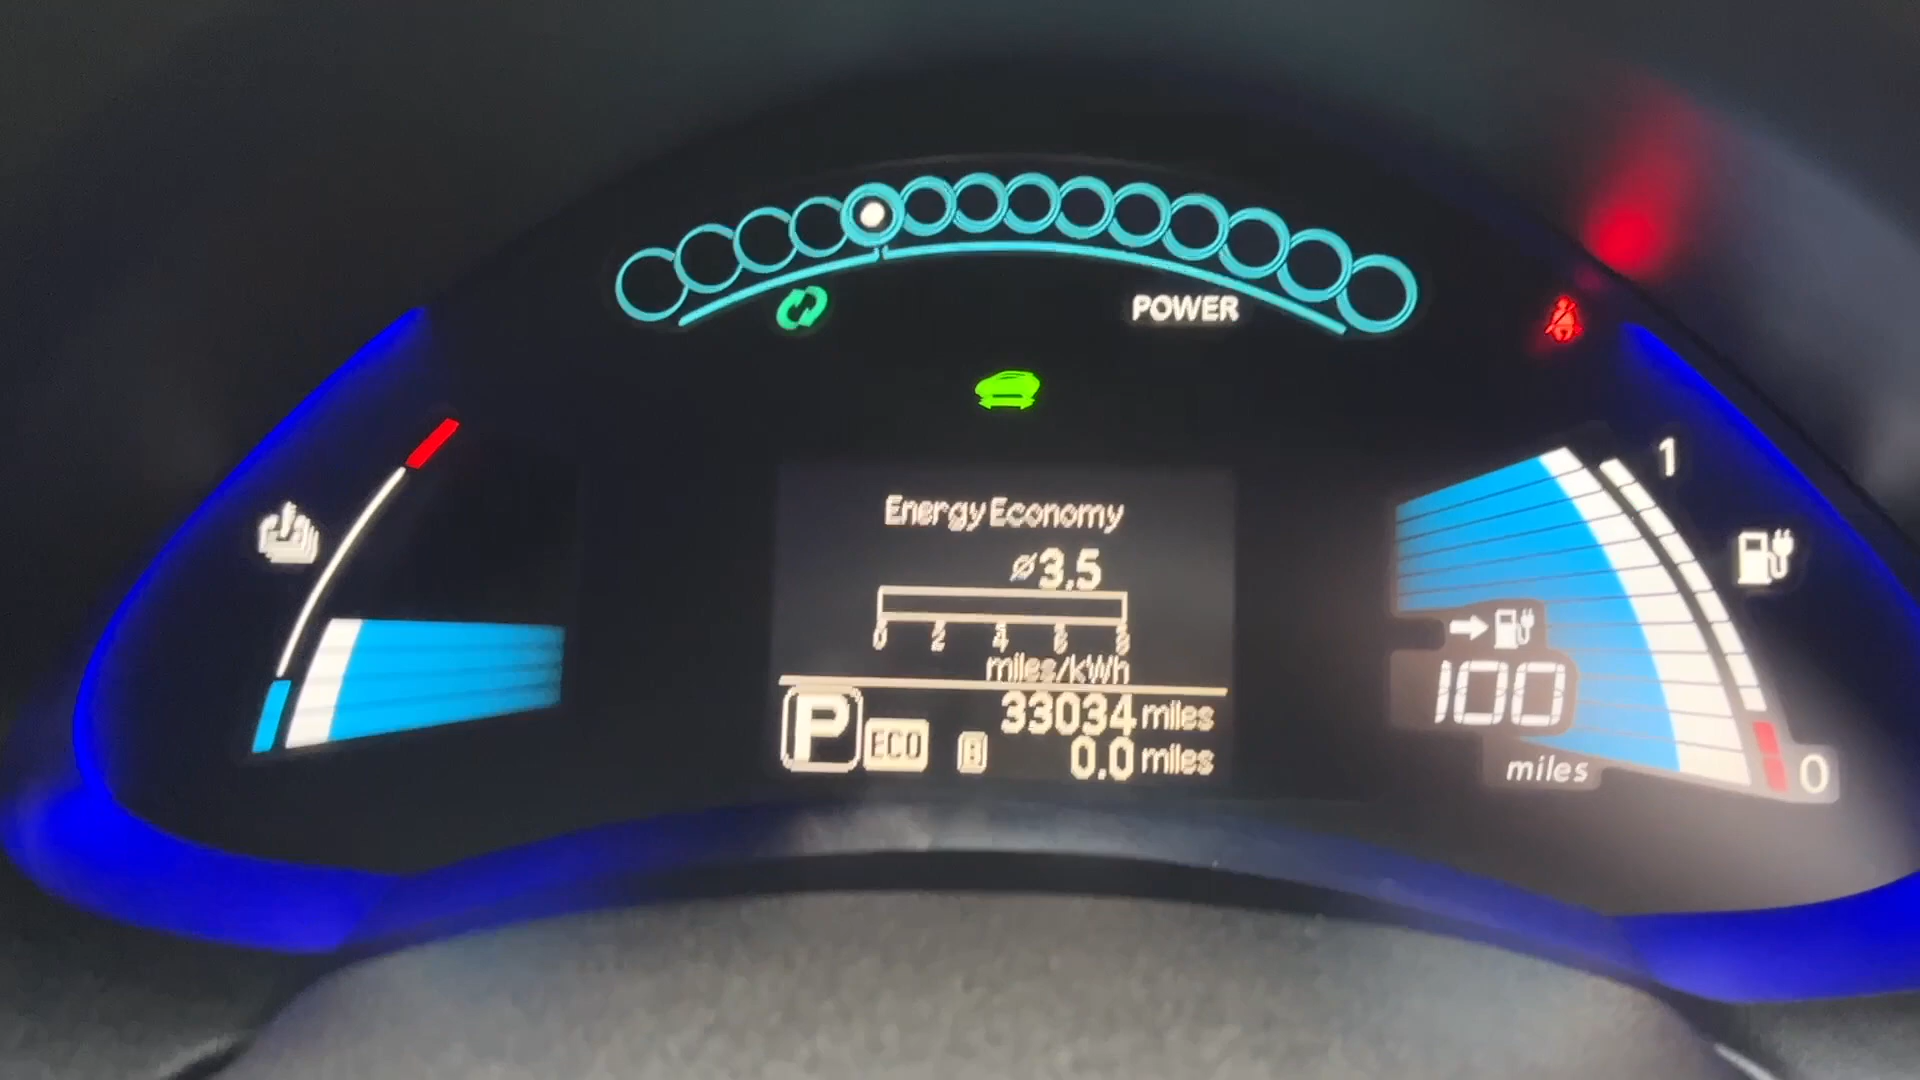 POWER
1
Energy Economy
ø3.5
0 2 4 6 8
miles/kWh
100
miles
0
P ECO 33034 miles
B 0.0 miles